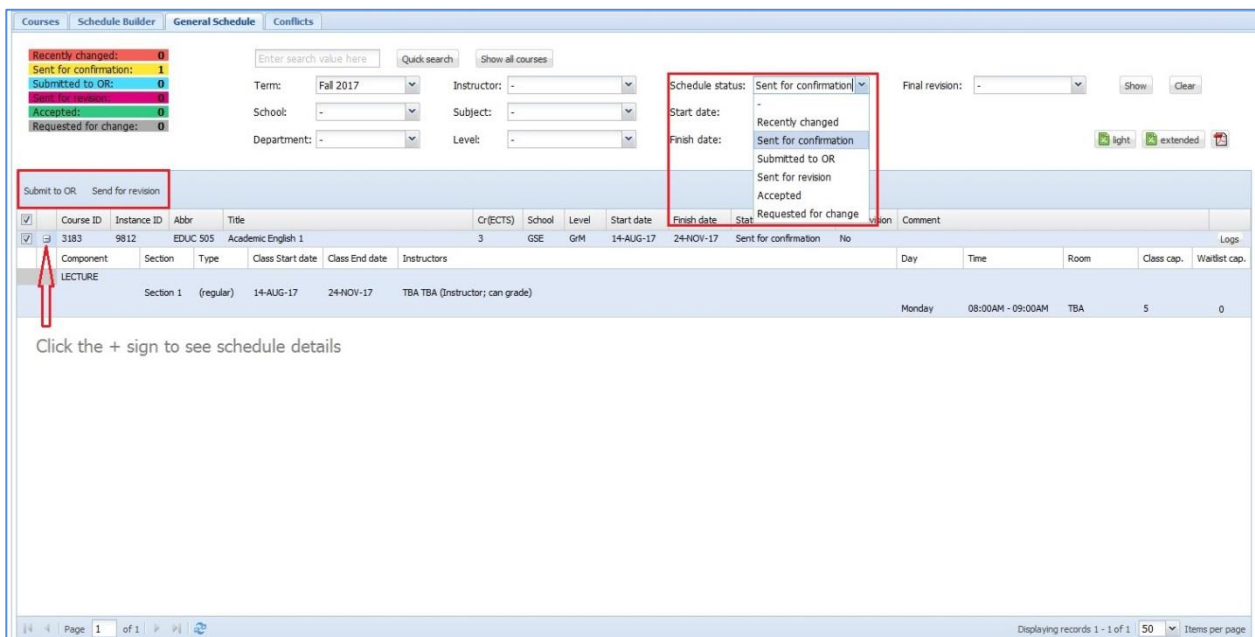 Courses Schedule Builder General Schedule Conflicts
Recently changed: 0
Sent for confirmation: 1
Submitted to OR: 0
Sent for revision: 0
Accepted: 0
Requested for change: 0
Enter search value here Quick search Show all courses
Term: Fall 2017 Instructor: - Schedule status: Sent for confirmation Final revision: - Show Clear
School: - Subject: - Start date:
Department: - Level: - Finish date:
-
Recently changed
Sent for confirmation
Submitted to OR
Sent for revision
Accepted
Requested for change
light extended
Submit to OR Send for revision
Course ID Instance ID Abbr Title Cr(ECTS) School Level Start date Finish date Stat vision Comment
3183 9812 EDUC 505 Academic English 1 3 GSE GrM 14-AUG-17 24-NOV-17 Sent for confirmation No Logs
Component Section Type Class Start date Class End date Instructors Day Time Room Class cap. Waitlist cap.
LECTURE
Section 1 (regular) 14-AUG-17 24-NOV-17 TBA TBA (Instructor; can grade)
Monday 08:00AM - 09:00AM TBA 5 0
Click the + sign to see schedule details
Page 1 of 1 Displaying records 1 - 1 of 1 50 Items per page